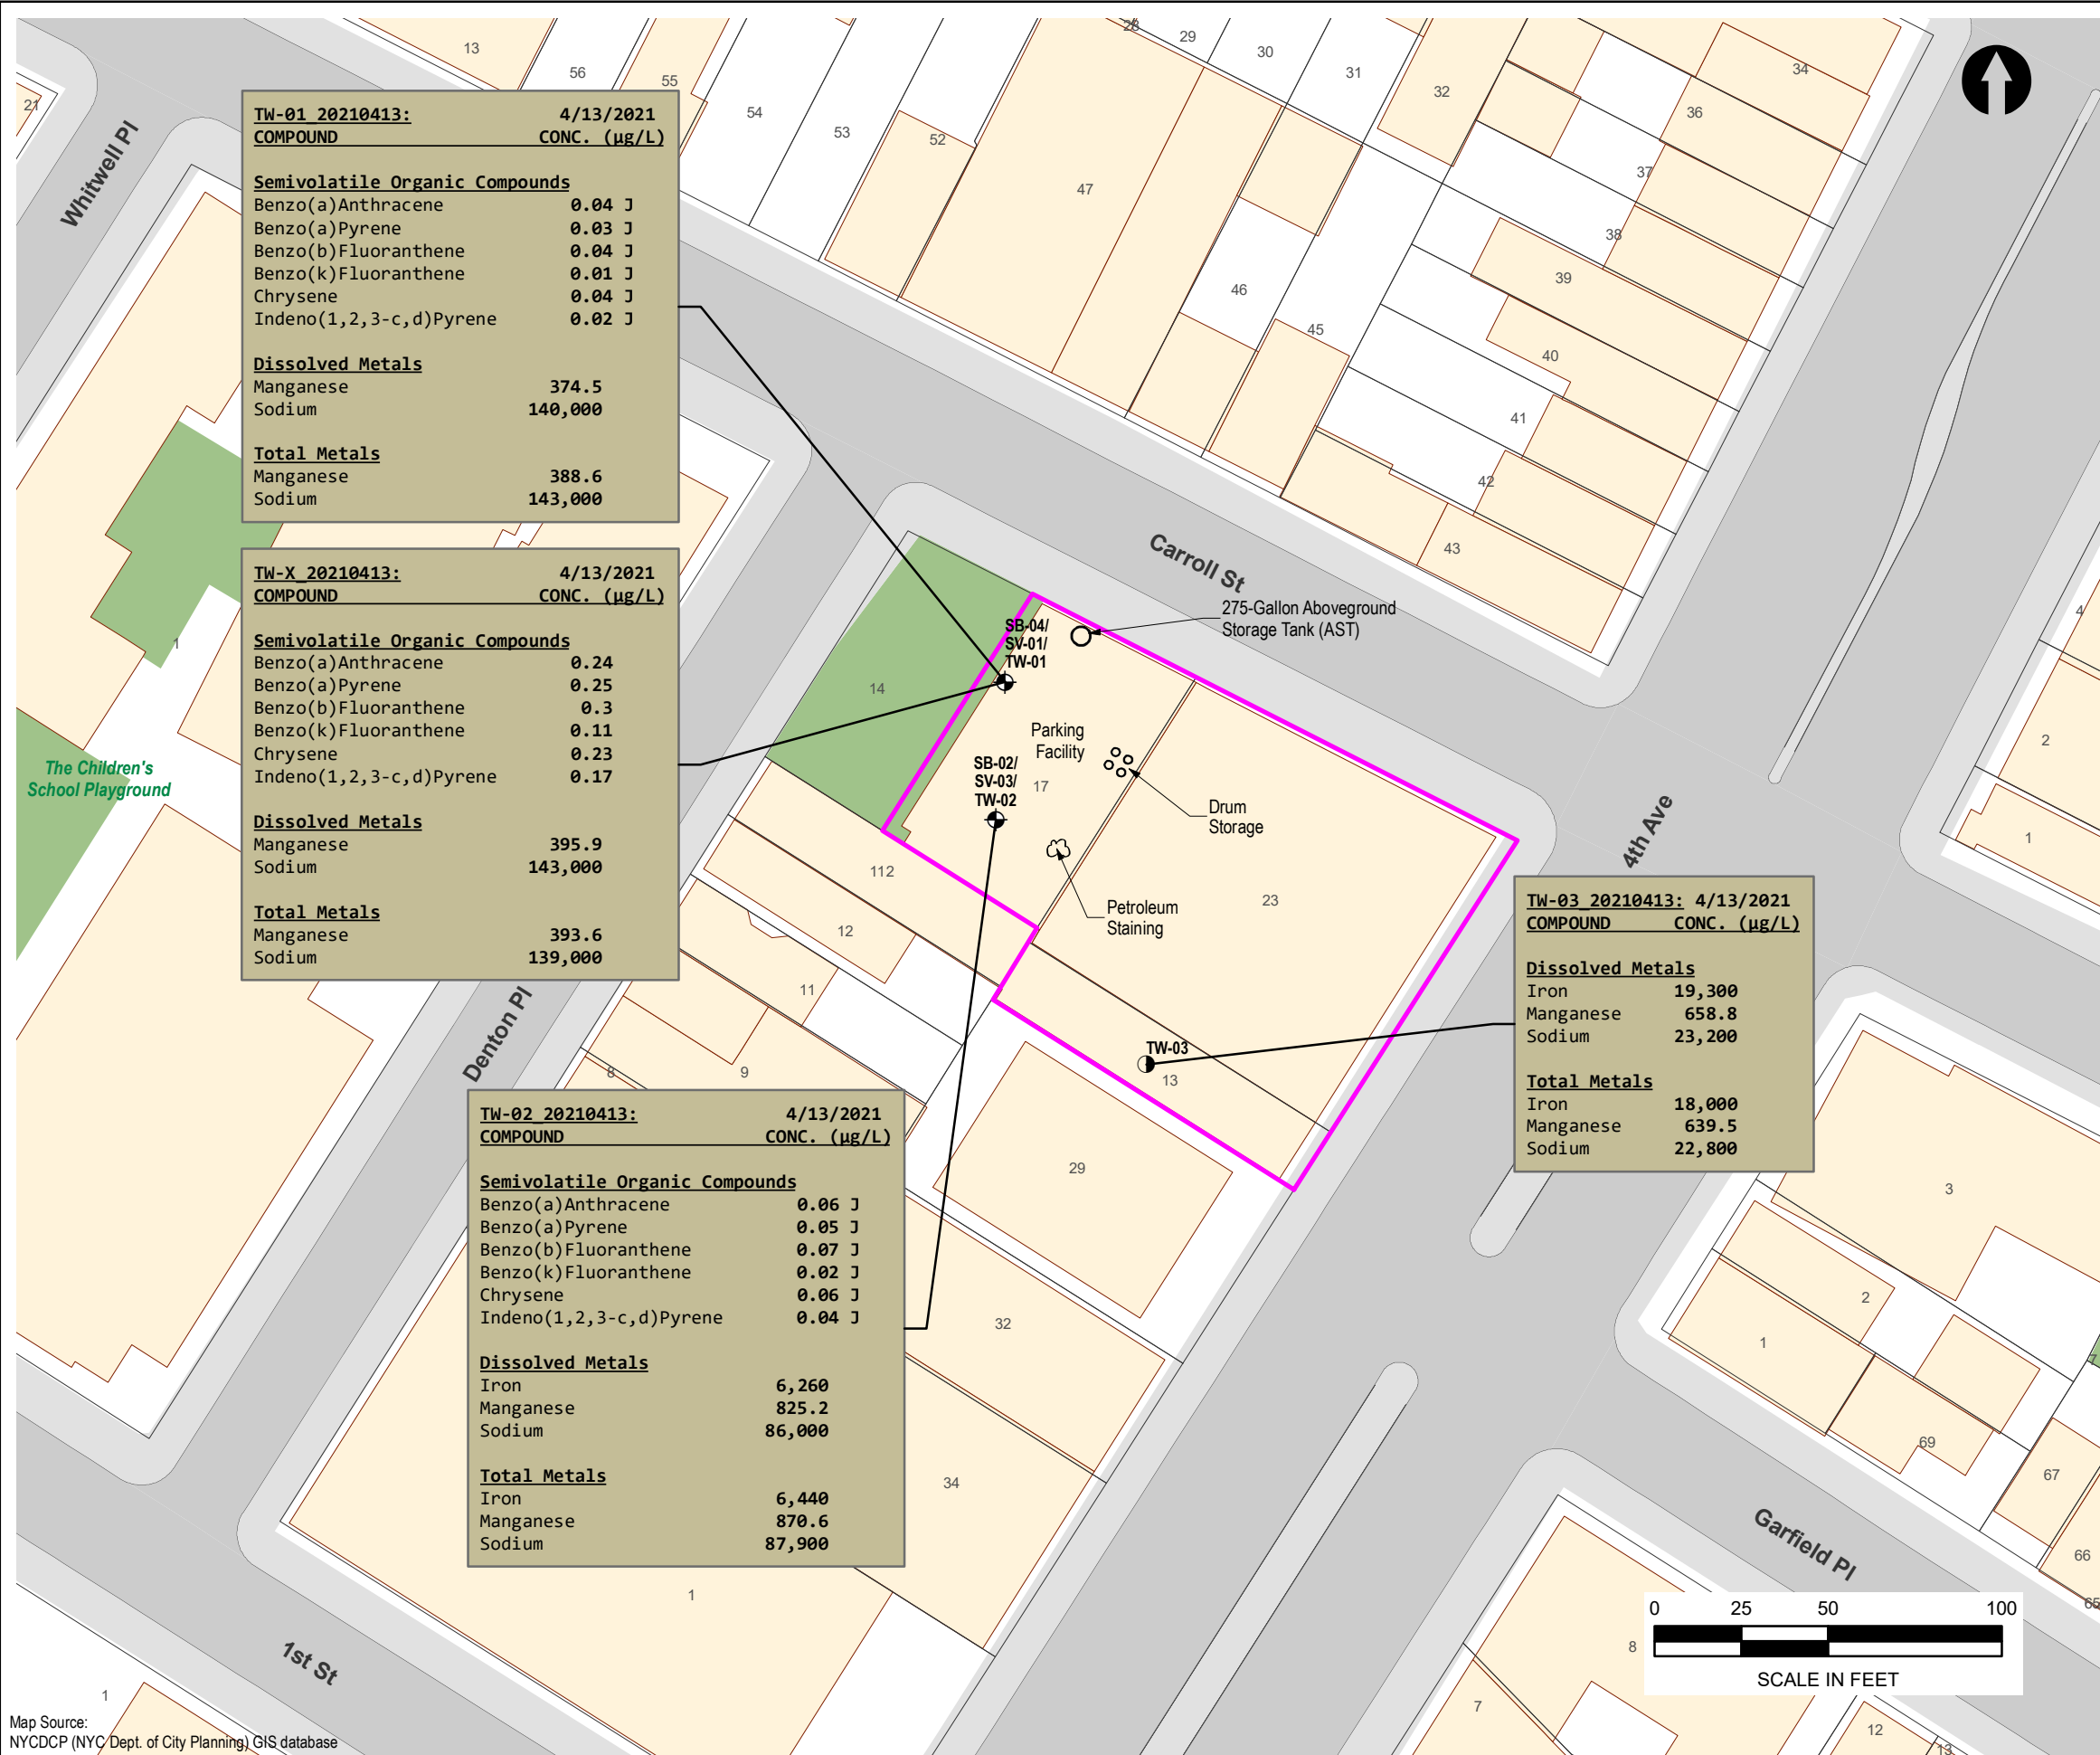 TW-01_20210413: 4/13/2021
COMPOUND CONC. (µg/L)
Semivolatile Organic Compounds
Benzo(a)Anthracene 0.04 J
Benzo(a)Pyrene 0.03 J
Benzo(b)Fluoranthene 0.04 J
Benzo(k)Fluoranthene 0.01 J
Chrysene 0.04 J
Indeno(1,2,3-c,d)Pyrene 0.02 J
Dissolved Metals
Manganese 374.5
Sodium 140,000
Total Metals
Manganese 388.6
Sodium 143,000
TW-X_20210413: 4/13/2021
COMPOUND CONC. (µg/L)
Semivolatile Organic Compounds
Benzo(a)Anthracene 0.24
Benzo(a)Pyrene 0.25
Benzo(b)Fluoranthene 0.3
Benzo(k)Fluoranthene 0.11
Chrysene 0.23
Indeno(1,2,3-c,d)Pyrene 0.17
Dissolved Metals
Manganese 395.9
Sodium 143,000
Total Metals
Manganese 393.6
Sodium 139,000
TW-02_20210413: 4/13/2021
COMPOUND CONC. (µg/L)
Semivolatile Organic Compounds
Benzo(a)Anthracene 0.06 J
Benzo(a)Pyrene 0.05 J
Benzo(b)Fluoranthene 0.07 J
Benzo(k)Fluoranthene 0.02 J
Chrysene 0.06 J
Indeno(1,2,3-c,d)Pyrene 0.04 J
Dissolved Metals
Iron 6,260
Manganese 825.2
Sodium 86,000
Total Metals
Iron 6,440
Manganese 870.6
Sodium 87,900
TW-03_20210413: 4/13/2021
COMPOUND CONC. (µg/L)
Dissolved Metals
Iron 19,300
Manganese 658.8
Sodium 23,200
Total Metals
Iron 18,000
Manganese 639.5
Sodium 22,800
Whitwell Pl
Carroll St
4th Ave
Denton Pl
Garfield Pl
1st St
The Children's
School Playground
SB-04/
SV-01/
TW-01
275-Gallon Aboveground
Storage Tank (AST)
Parking
Facility
SB-02/
SV-03/
TW-02
Drum
Storage
Petroleum
Staining
TW-03
21
13
56
55
54
53
52
47
28
29
30
31
32
34
36
37
38
39
40
41
42
43
46
45
14
17
23
112
12
11
9
8
13
29
32
34
1
1
1
4
2
1
3
2
1
69
67
66
65
7
8
7
12
13
0 25 50 100
SCALE IN FEET
Map Source:
NYCDCP (NYC Dept. of City Planning) GIS database